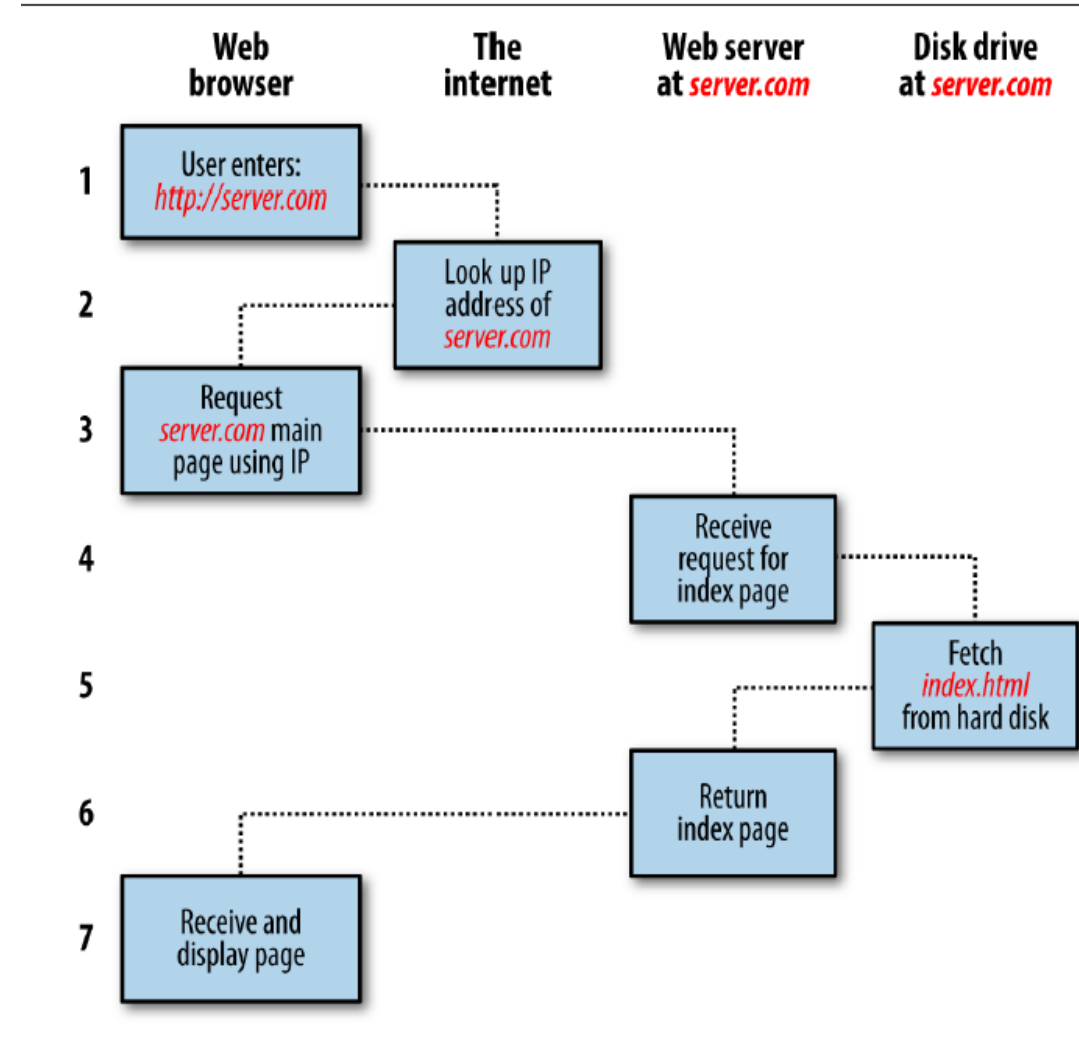 Web browser
The internet
Web server at server.com
Disk drive at server.com
1
User enters:
http://server.com
2
Look up IP
address of
server.com
3
Request
server.com main
page using IP
4
Receive
request for
index page
5
Fetch
index.html
from hard disk
6
Return
index page
7
Receive and
display page